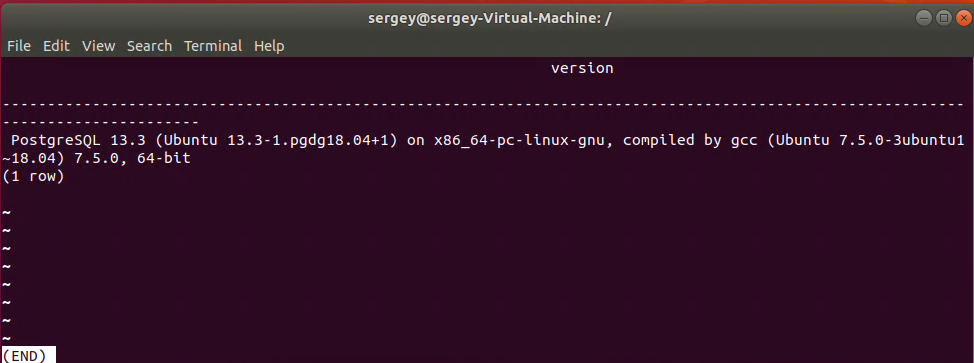 sergey@sergey-Virtual-Machine: /
File Edit View Search Terminal Help
version
-----------------------------------------------------------------------------------------------------------
----------------------
PostgreSQL 13.3 (Ubuntu 13.3-1.pgdg18.04+1) on x86_64-pc-linux-gnu, compiled by gcc (Ubuntu 7.5.0-3ubuntu1
~18.04) 7.5.0, 64-bit
(1 row)
~
~
~
~
~
~
~
~
(END)